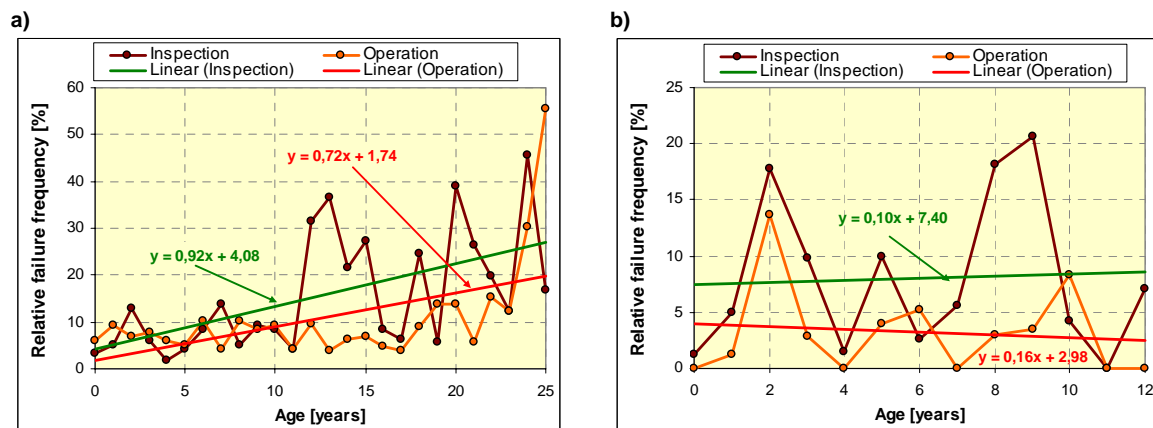 a)
Inspection Operation
Linear (Inspection) Linear (Operation)
Relative failure frequency [%]
60
50
40
30
20
10
0
y = 0,72x + 1,74
y = 0,92x + 4,08
0 5 10 15 20 25
Age [years]
b)
Inspection Operation
Linear (Inspection) Linear (Operation)
Relative failure frequency [%]
25
20
15
10
5
0
y = 0,10x + 7,40
y = 0,16x + 2,98
0 2 4 6 8 10 12
Age [years]